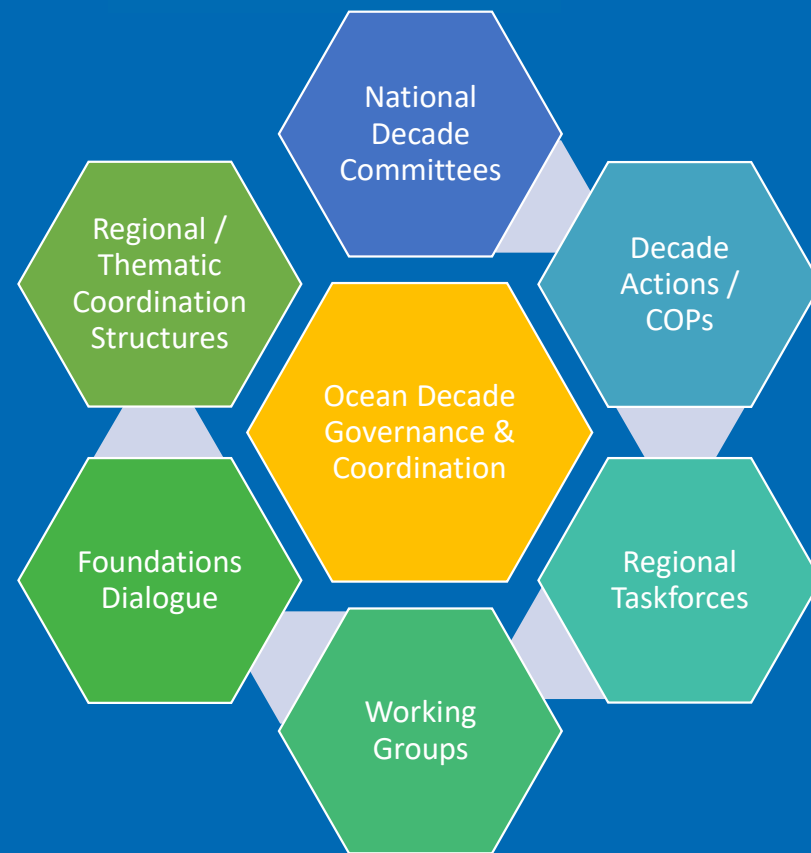 National
Decade
Committees
Decade
Actions /
COPs
Regional
Taskforces
Working
Groups
Foundations
Dialogue
Regional /
Thematic
Coordination
Structures
Ocean Decade
Governance &
Coordination